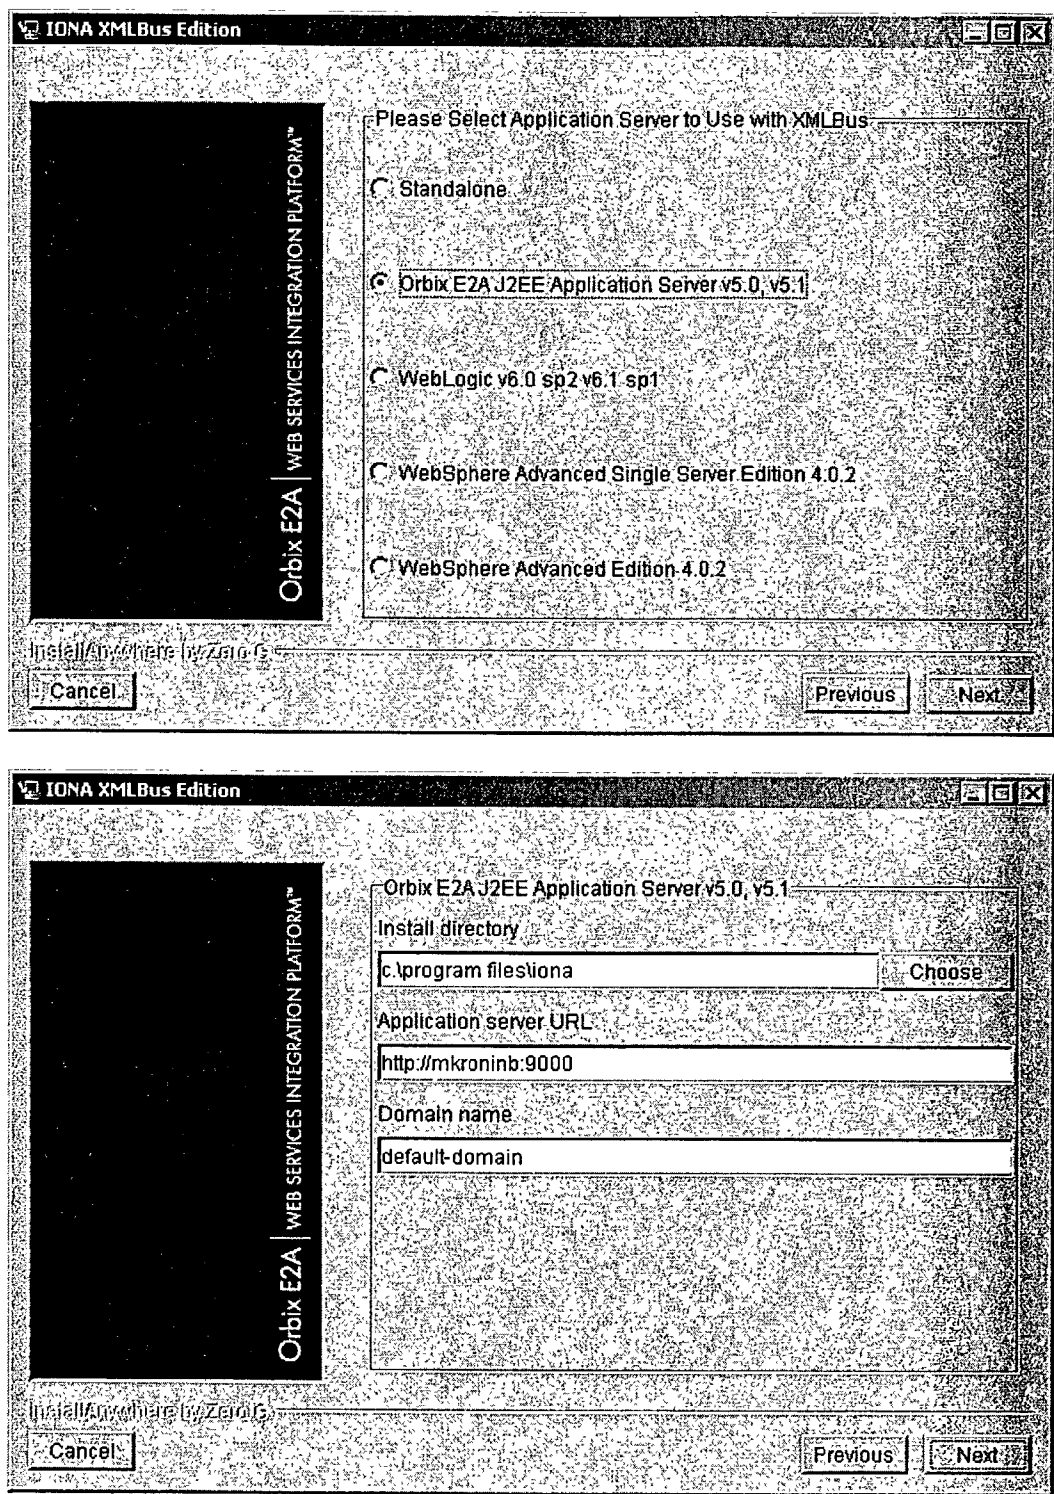 IONA XMLBus Edition
Please Select Application Server to Use with XMLBus
Standalone
Orbix E2A J2EE Application Server v5.0, v5.1
WebLogic v6.0 sp2 v6.1 sp1
WebSphere Advanced Single Server Edition 4.0.2
WebSphere Advanced Edition 4.0.2
Orbix E2A | WEB SERVICES INTEGRATION PLATFORM™
InstallAnywhere by Zero G
Cancel
Previous
Next
IONA XMLBus Edition
Orbix E2A J2EE Application Server v5.0, v5.1
Install directory
c:\program files\iona
Choose
Application server URL
http://mkroninb:9000
Domain name
default-domain
Orbix E2A | WEB SERVICES INTEGRATION PLATFORM™
InstallAnywhere by Zero G
Cancel
Previous
Next